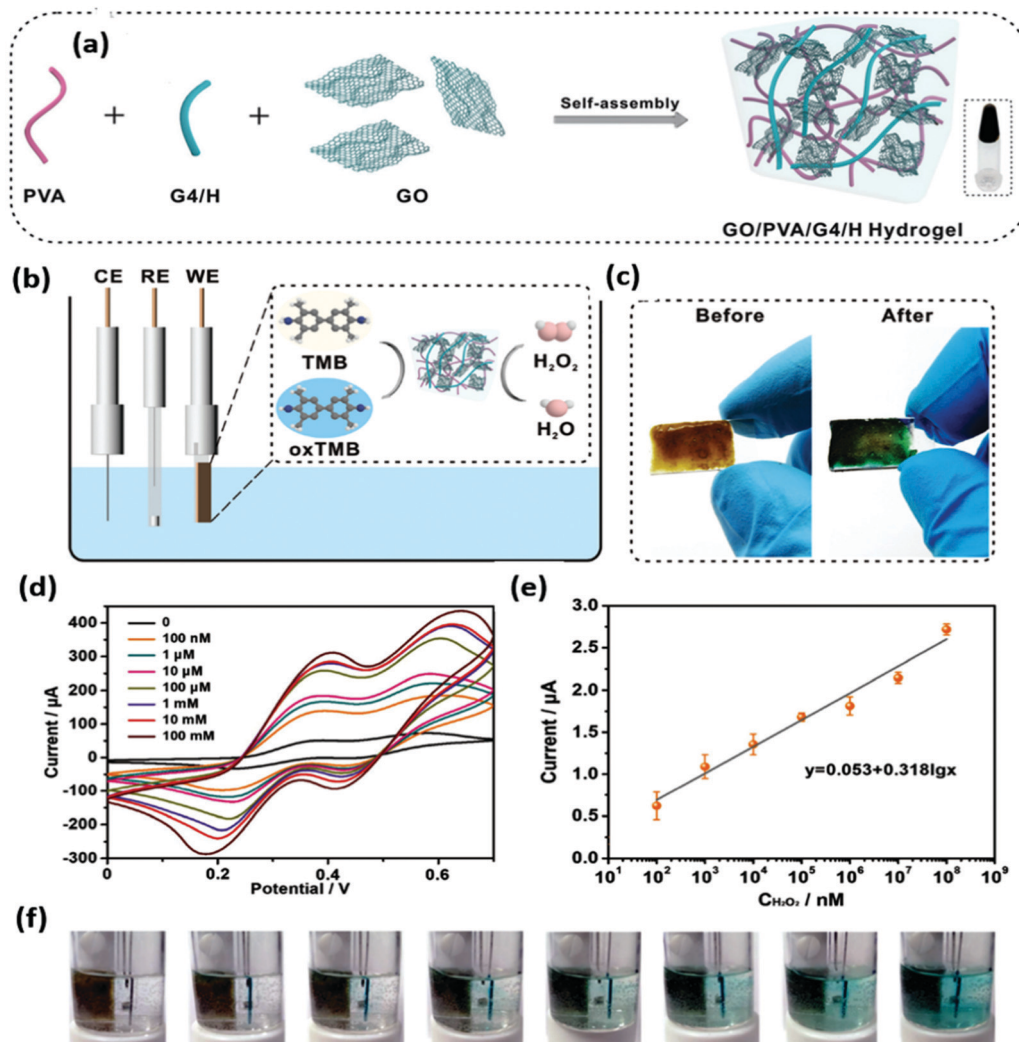 (a)
+
+
Self-assembly
PVA
G4/H
GO
GO/PVA/G4/H Hydrogel
(b)
CE RE WE
TMB
oxTMB
H₂O₂
H₂O
(c)
Before
After
(d)
Current / μA
400
300
200
100
0
-100
-200
-300
0
100 nM
1 μM
10 μM
100 μM
1 mM
10 mM
100 mM
0.0 0.2 0.4 0.6
Potential / V
(e)
Current / μA
3.0
2.5
2.0
1.5
1.0
0.5
0.0
y=0.053+0.318lgx
10¹ 10² 10³ 10⁴ 10⁵ 10⁶ 10⁷ 10⁸ 10⁹
C_H₂O₂ / nM
(f)